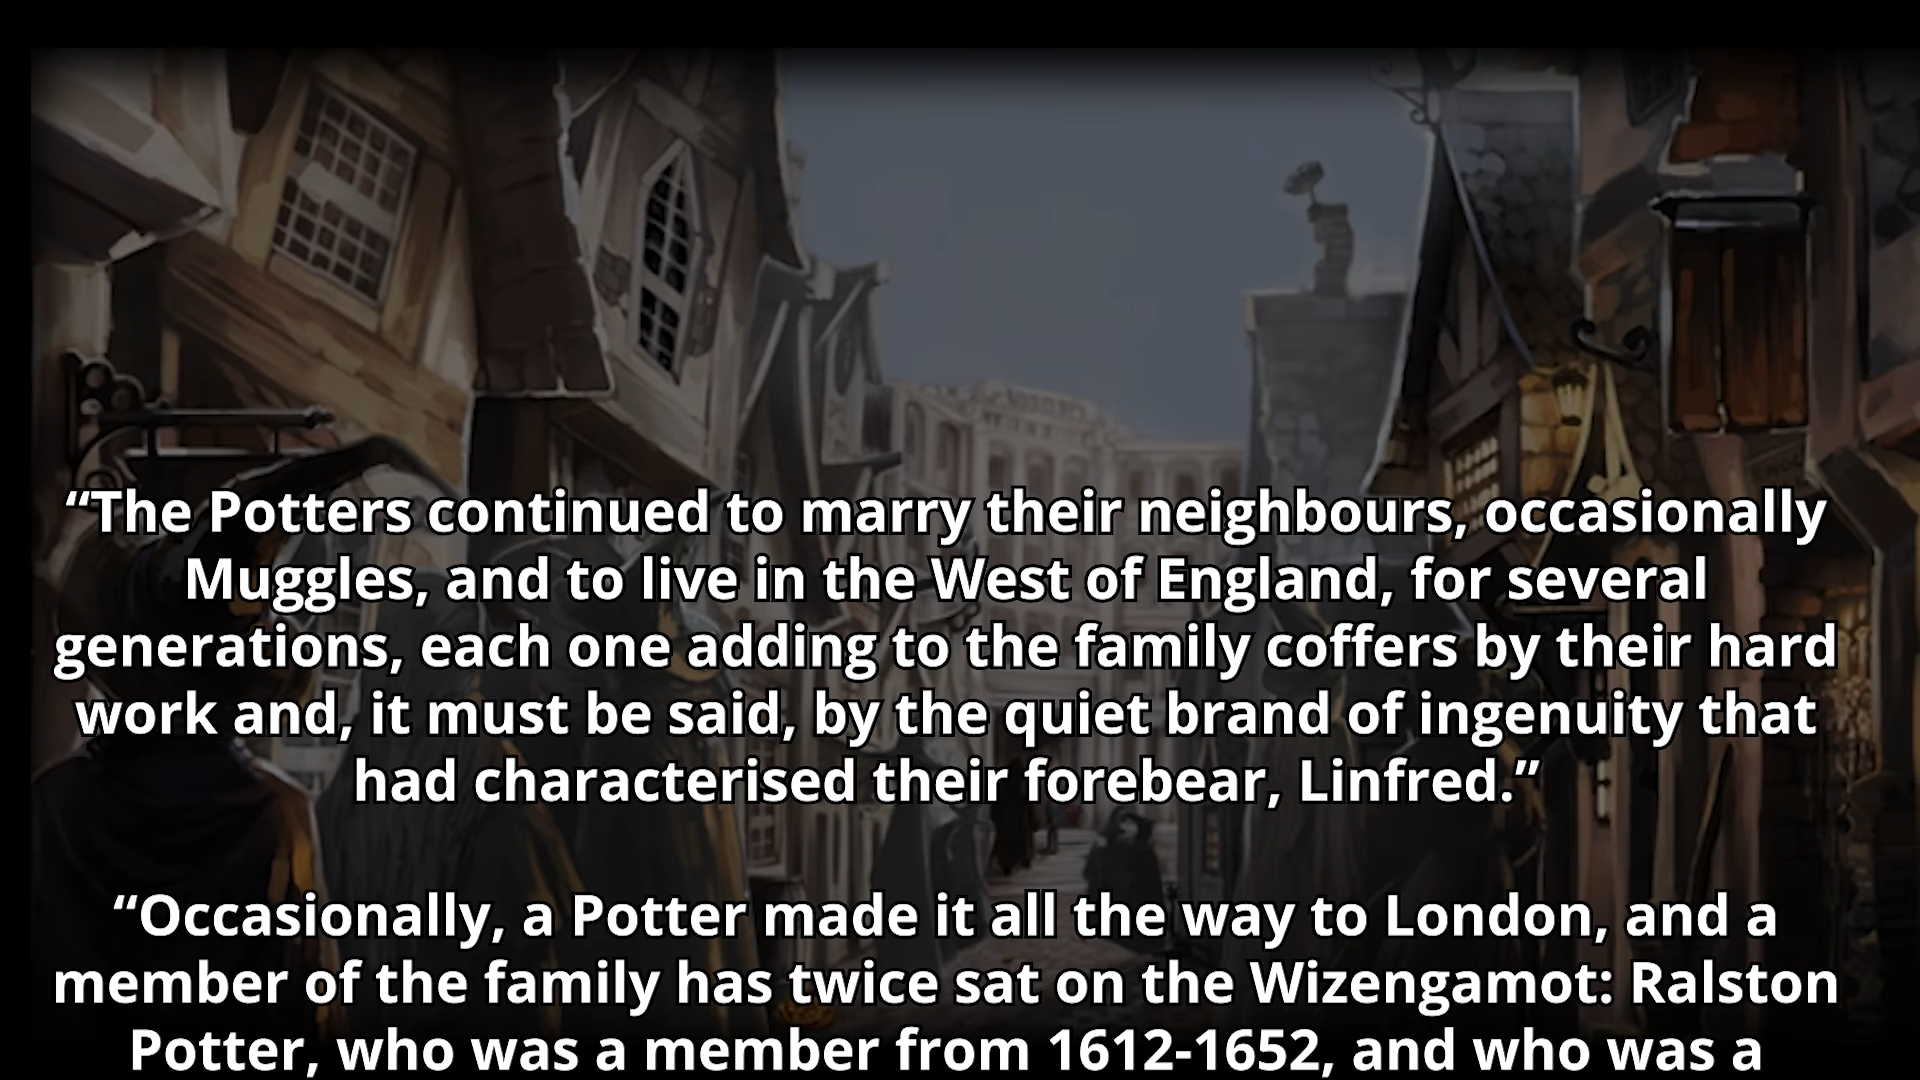 “The Potters continued to marry their neighbours, occasionally
Muggles, and to live in the West of England, for several
generations, each one adding to the family coffers by their hard
work and, it must be said, by the quiet brand of ingenuity that
had characterised their forebear, Linfred.”
“Occasionally, a Potter made it all the way to London, and a
member of the family has twice sat on the Wizengamot: Ralston
Potter, who was a member from 1612-1652, and who was a